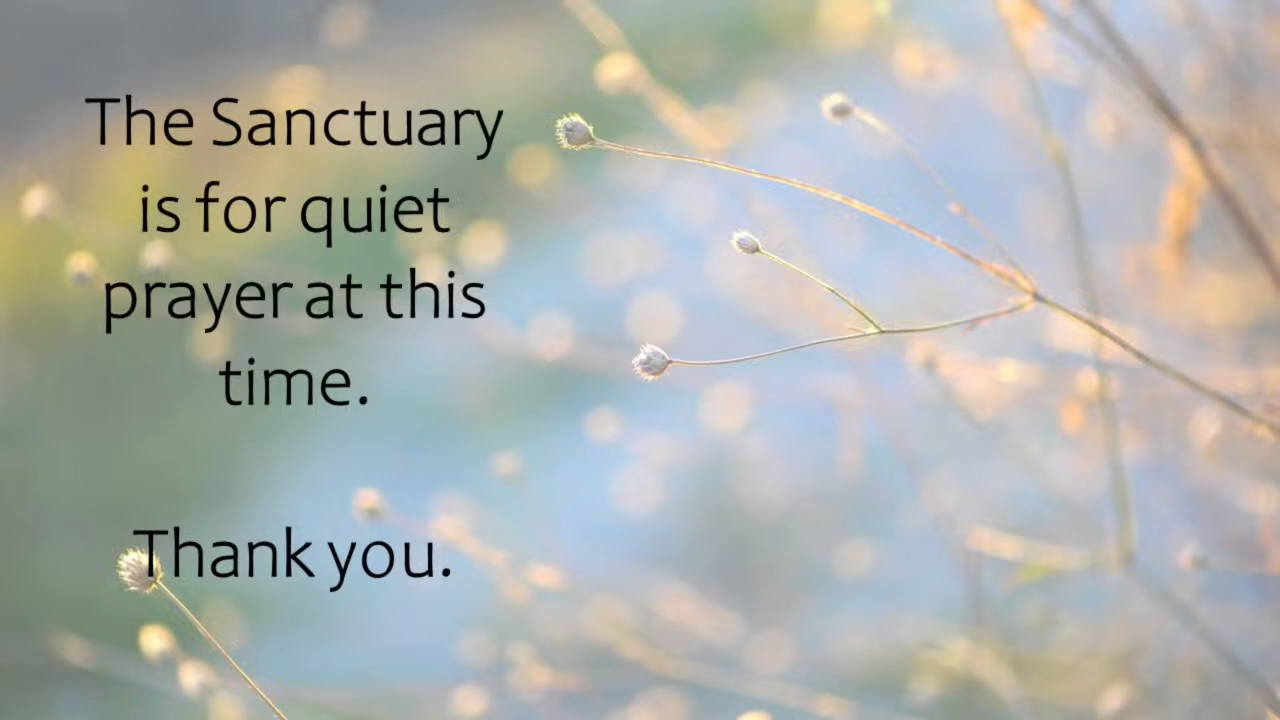 The Sanctuary
is for quiet
prayer at this
time.
Thank you.